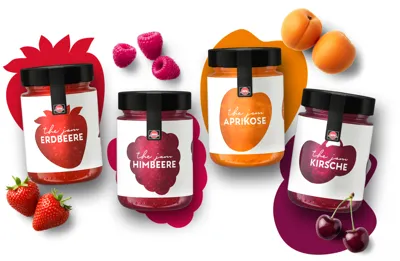 the jam
ERDBEERE
the jam
HIMBEERE
the jam
APRIKOSE
the jam
KIRSCHE